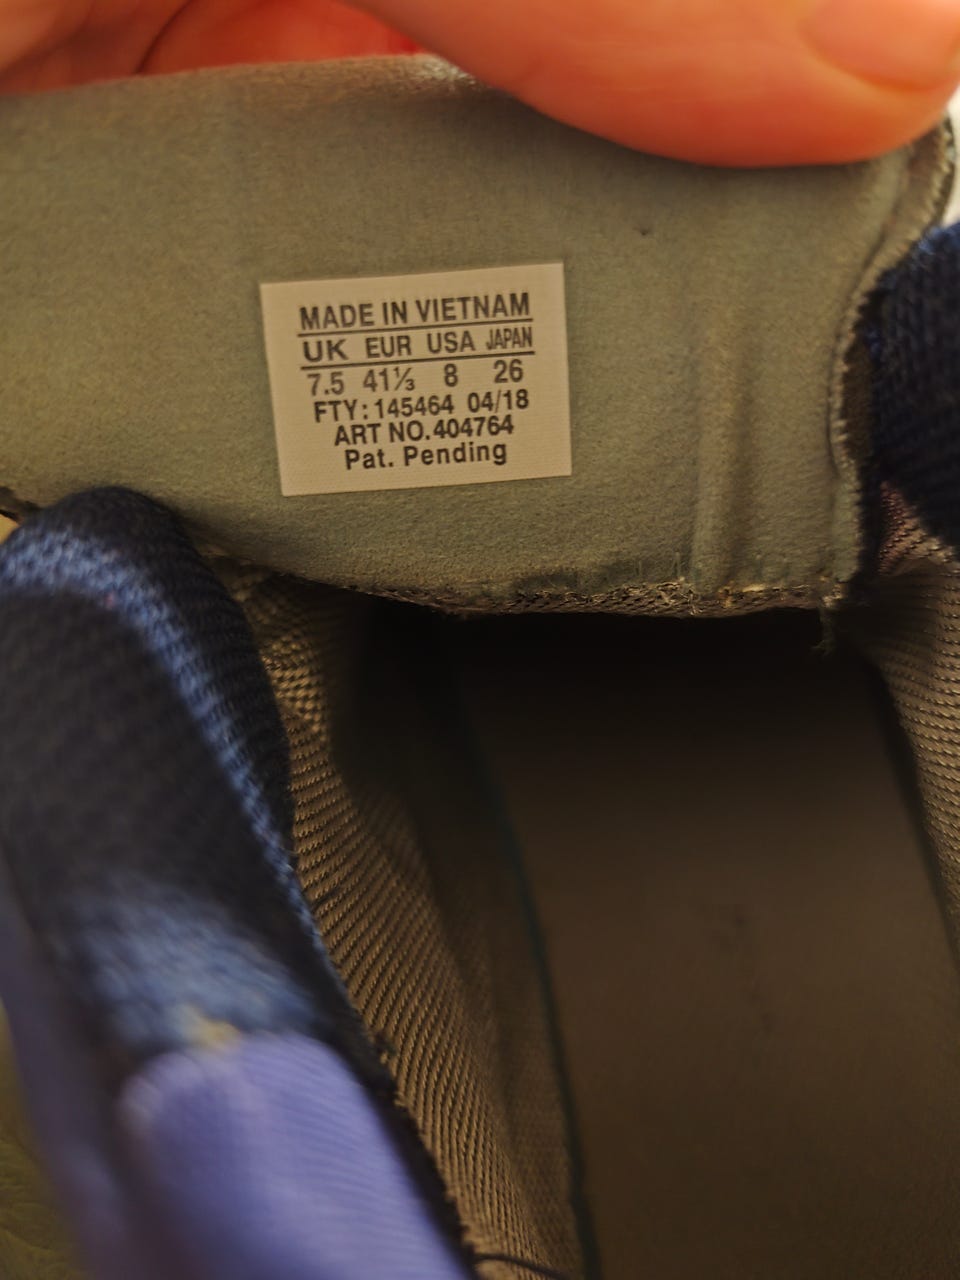 MADE IN VIETNAM
UK EUR USA JAPAN
7.5 41⅓ 8 26
FTY: 145464 04/18
ART NO. 404764
Pat. Pending